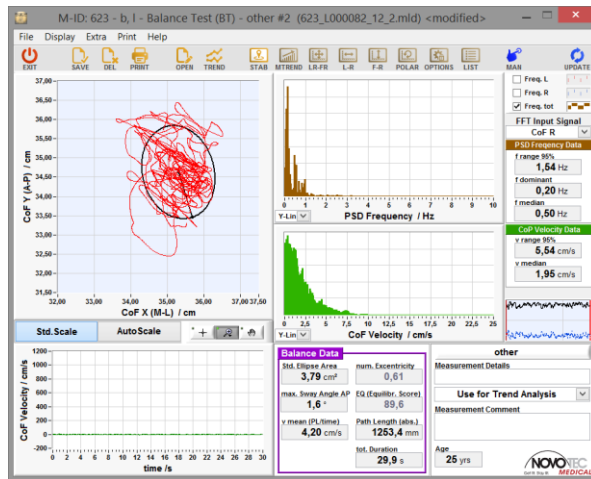 M-ID: 623 - b, l - Balance Test (BT) - other #2 (623_L000082_12_2.mld) <modified>
File Display Extra Print Help
EXIT SAVE DEL PRINT OPEN TREND STAB MTREND LR-FR L-R F-R POLAR OPTIONS LIST MAN UPDATE
37,00
36,50
36,00
35,50
35,00
34,50
34,00
33,50
33,00
32,50
32,00
31,50
CoF Y (A-P) / cm
32,00 33,00 34,00 35,00 36,00 37,00 37,50
CoF X (M-L) / cm
Std.Scale AutoScale
0 1 2 3 4 5 6 7 8 9 10
Y-Lin PSD Frequency / Hz
0 2,5 5 7,5 10 12,5 15 17,5 20 22,5 25
Y-Lin CoF Velocity / cm/s
Freq. L
Freq. R
Freq. tot
FFT Input Signal
CoF R
PSD Freqency Data
f range 95%
1,54 Hz
f dominant
0,20 Hz
f median
0,50 Hz
CoP Velocity Data
v range 95%
5,54 cm/s
v median
1,95 cm/s
1200
1000
800
600
400
200
0
-200
CoF Velocity / cm/s
0 2 4 6 8 10 12 14 16 18 20 22 24 26 28 30
time /s
Balance Data
Std. Ellipse Area num. Excentricity
3,79 cm² 0,61
max. Sway Angle AP EQ (Equilibr. Score)
1,6 ° 89,6
v mean (PL/time) Path Length (abs.)
4,20 cm/s 1253,4 mm
tot. Duration
29,9 s
other
Measurement Details
Use for Trend Analysis
Measurement Comment
Age
25 yrs
NOVOTEC
MEDICAL